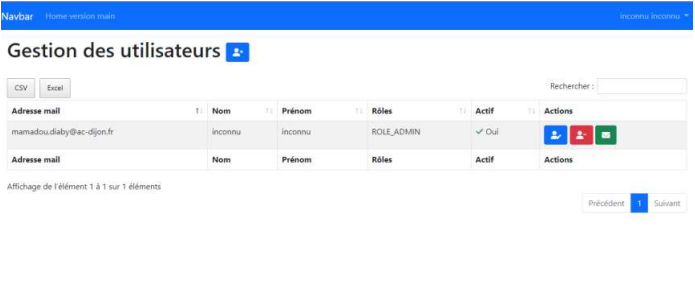 Navbar Home version main inconnu inconnu
Gestion des utilisateurs
CSV Excel Rechercher :
Adresse mail Nom Prénom Rôles Actif Actions
mamadou.diaby@ac-dijon.fr inconnu inconnu ROLE_ADMIN Oui
Adresse mail Nom Prénom Rôles Actif Actions
Affichage de l'élément 1 à 1 sur 1 éléments
Précédent 1 Suivant